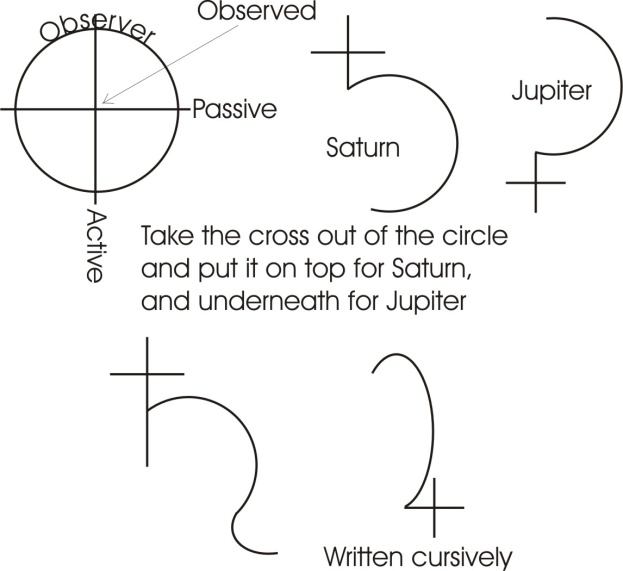 Observed
Observer
Passive
Active
Jupiter
Saturn
Take the cross out of the circle
and put it on top for Saturn,
and underneath for Jupiter
Written cursively